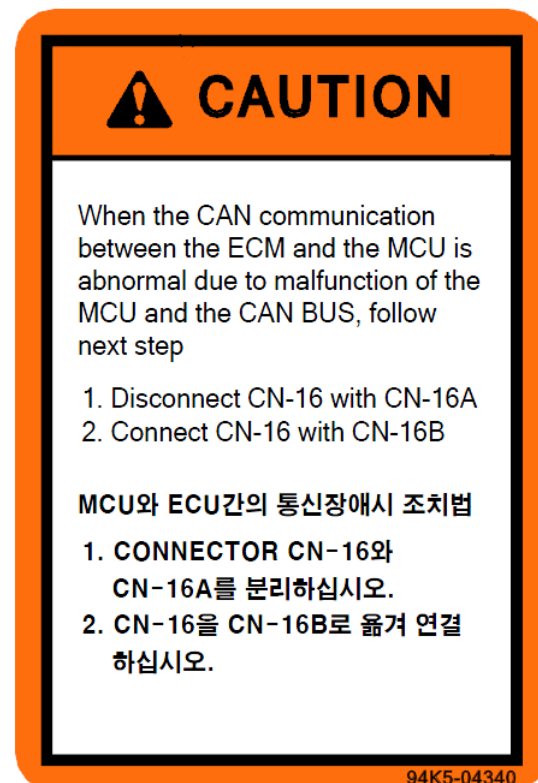 CAUTION
When the CAN communication
between the ECM and the MCU is
abnormal due to malfunction of the
MCU and the CAN BUS, follow
next step
1. Disconnect CN-16 with CN-16A
2. Connect CN-16 with CN-16B
MCU와 ECU간의 통신장애시 조치법
1. CONNECTOR CN-16와
CN-16A를 분리하십시오.
2. CN-16을 CN-16B로 옮겨 연결
하십시오.
94K5-04340